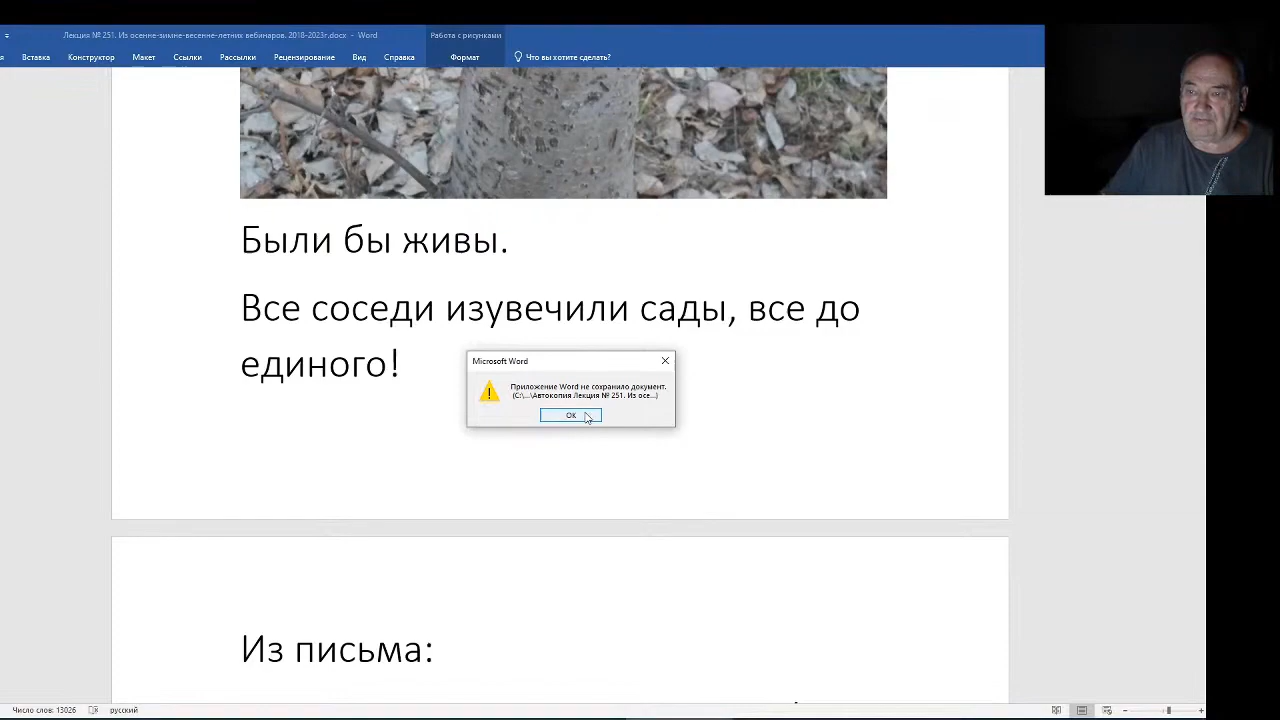 Лекция № 251. Из осенне-зимне-весенне-летних вебинаров. 2018-2023г.docx - Word
Работа с рисунками
Вставка Конструктор Макет Ссылки Рассылки Рецензирование Вид Справка Формат Что вы хотите сделать?
Были бы живы.
Все соседи изувечили сады, все до
единого!
Microsoft Word
Приложение Word не сохранило документ.
(C:\...\Автокопия Лекция № 251. Из осе...)
ОК
Из письма:
Число слов: 13026 русский